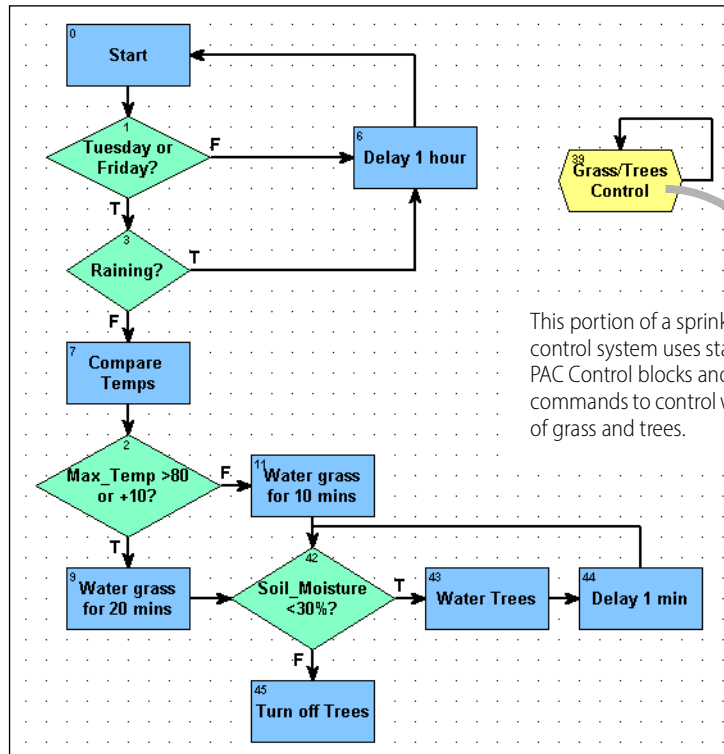 0
Start
1
Tuesday or
Friday?
F
6
Delay 1 hour
T
3
Raining?
T
F
7
Compare
Temps
2
Max_Temp >80
or +10?
F
11
Water grass
for 10 mins
T
9
Water grass
for 20 mins
42
Soil_Moisture
<30%?
T
43
Water Trees
44
Delay 1 min
F
45
Turn off Trees
39
Grass/Trees
Control
This portion of a
control system uses
PAC Control blocks
commands to control
of grass and trees.